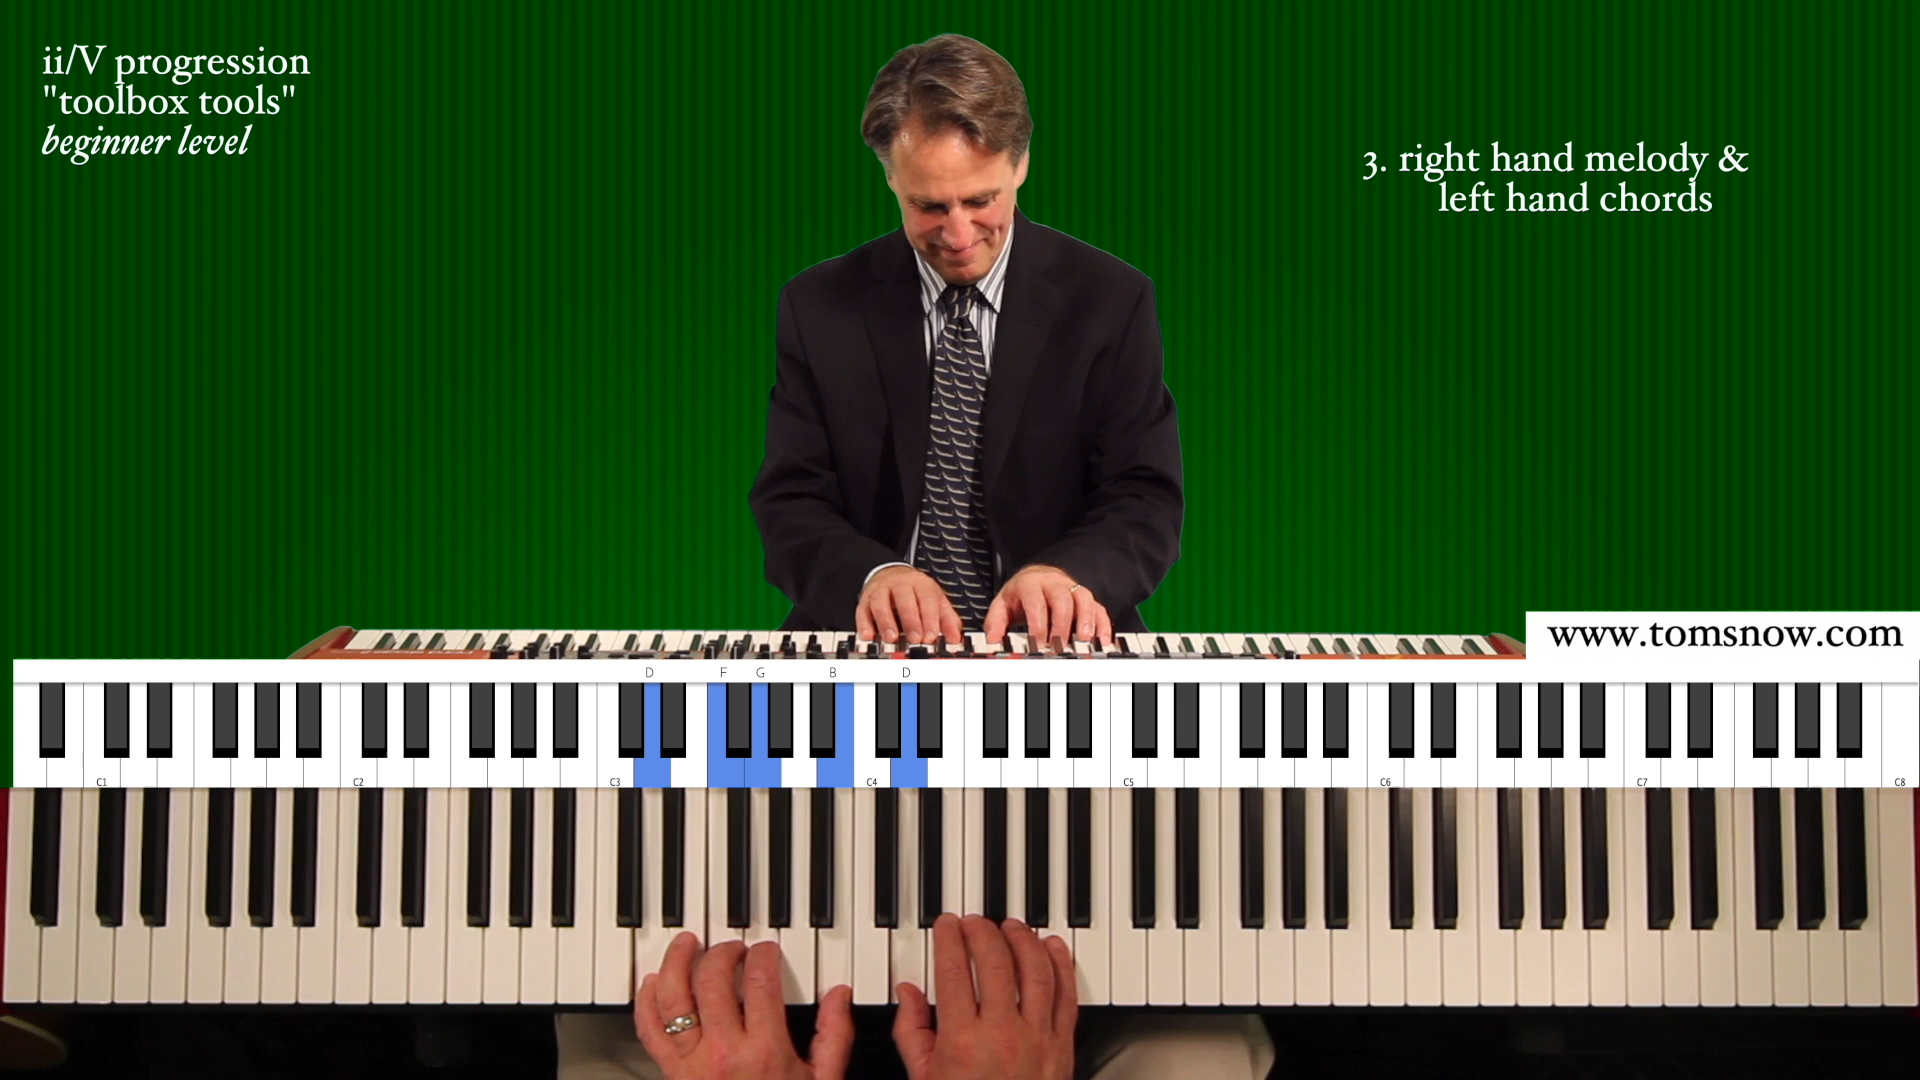 ii/V progression
"toolbox tools"
beginner level
3. right hand melody &
left hand chords
www.tomsnow.com
D F G B D
C1 C2 C3 C4 C5 C6 C7 C8